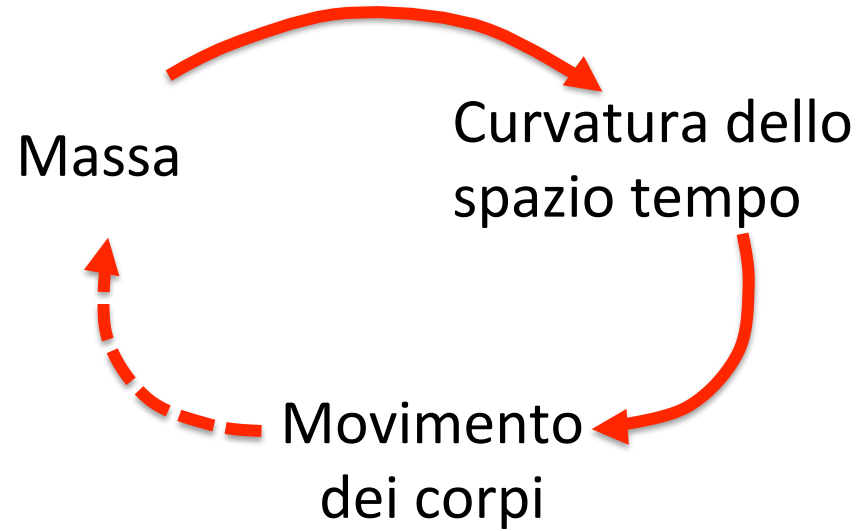 Massa
Curvatura dello
spazio tempo
Movimento
dei corpi